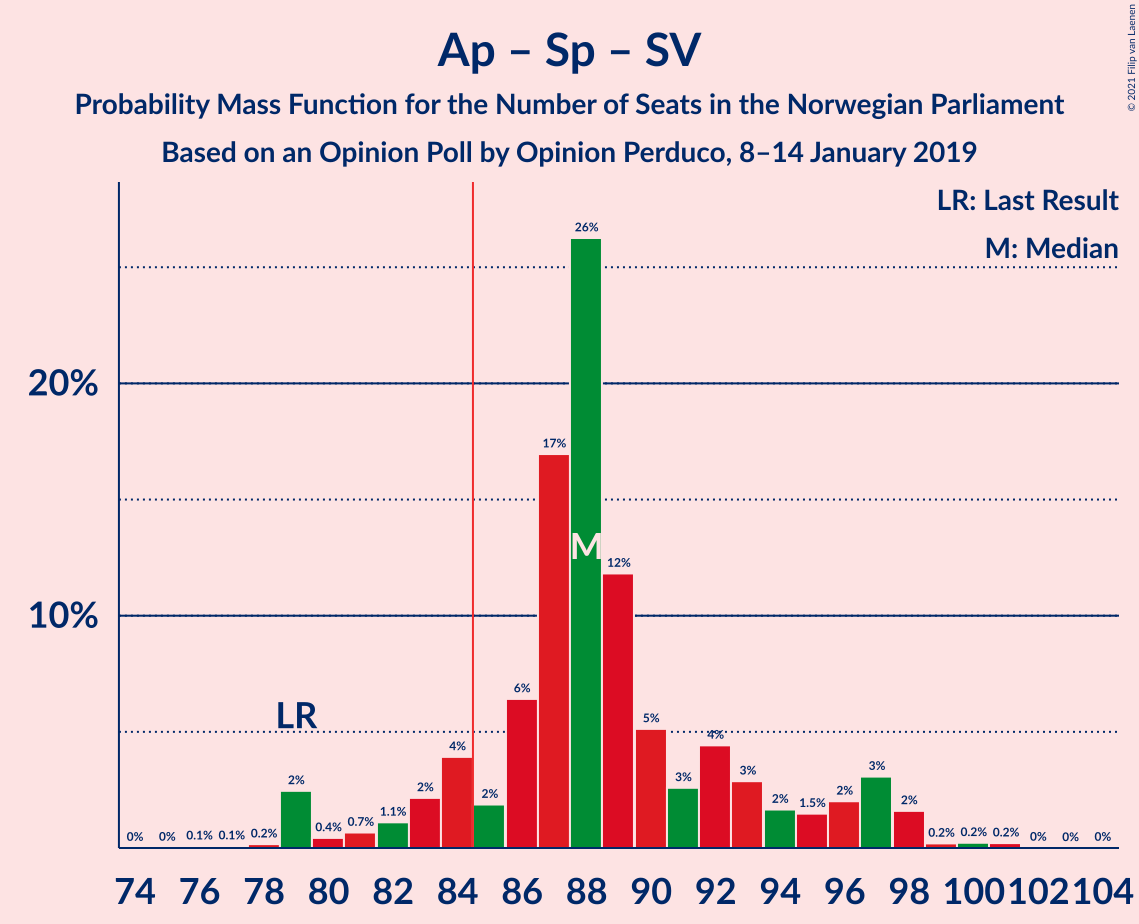 Ap – Sp – SV
Probability Mass Function for the Number of Seats in the Norwegian Parliament
Based on an Opinion Poll by Opinion Perduco, 8–14 January 2019
© 2021 Filip van Laenen
LR: Last Result
M: Median
20%
10%
LR
M
0% 0% 0.1% 0.1% 0.2% 2% 0.4% 0.7% 1.1% 2% 4% 2% 6% 17% 26% 12% 5% 3% 4% 3% 2% 1.5% 2% 3% 2% 0.2% 0.2% 0.2% 0% 0% 0%
74 76 78 80 82 84 86 88 90 92 94 96 98 100 102 104